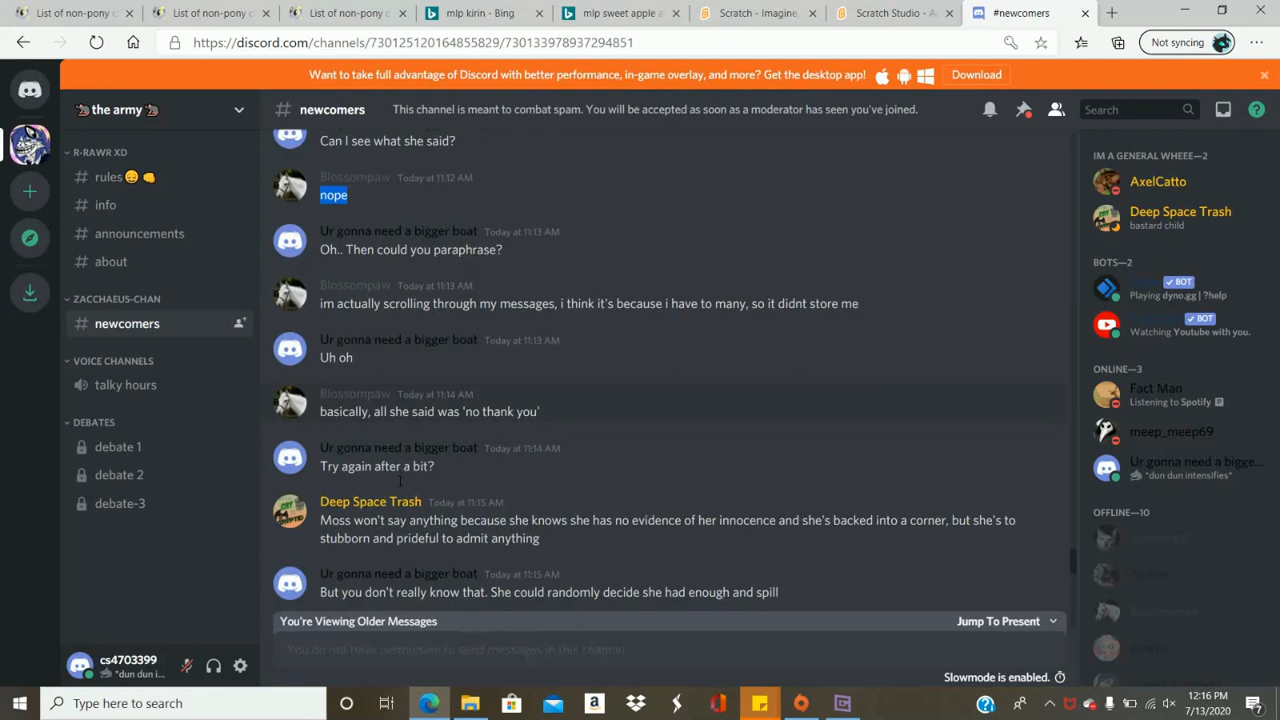 List of non-pony c
List of non-pony c
List of non-pony c
mlp kirin - Bing
mlp sweet apple a
Scratch - Imagine,
Scratch Studio - A
#newcomers
https://discord.com/channels/730125120164855829/730133978937294851
Not syncing
Want to take full advantage of Discord with better performance, in-game overlay, and more? Get the desktop app!
Download
the army
newcomers
This channel is meant to combat spam. You will be accepted as soon as a moderator has seen you've joined.
Search
R-RAWR XD
rules
info
announcements
about
ZACCHAEUS-CHAN
newcomers
VOICE CHANNELS
talky hours
DEBATES
debate 1
debate 2
debate-3
cs4703399
*dun dun i...
Can I see what she said?
Blossompaw Today at 11:12 AM
nope
Ur gonna need a bigger boat Today at 11:13 AM
Oh.. Then could you paraphrase?
Blossompaw Today at 11:13 AM
im actually scrolling through my messages, i think it's because i have to many, so it didnt store me
Ur gonna need a bigger boat Today at 11:13 AM
Uh oh
Blossompaw Today at 11:14 AM
basically, all she said was 'no thank you'
Ur gonna need a bigger boat Today at 11:14 AM
Try again after a bit?
Deep Space Trash Today at 11:15 AM
Moss won't say anything because she knows she has no evidence of her innocence and she's backed into a corner, but she's to
stubborn and prideful to admit anything
Ur gonna need a bigger boat Today at 11:15 AM
But you don't really know that. She could randomly decide she had enough and spill
You're Viewing Older Messages
Jump To Present
You do not have permission to send messages in this channel.
Slowmode is enabled.
IM A GENERAL WHEEE—2
AxelCatto
Deep Space Trash
bastard child
BOTS—2
BOT
Playing dyno.gg | ?help
BOT
Watching Youtube with you.
ONLINE—3
Fact Man
Listening to Spotify
meep_meep69
Ur gonna need a bigge...
*dun dun intensifies*
OFFLINE—10
Type here to search
12:16 PM
7/13/2020